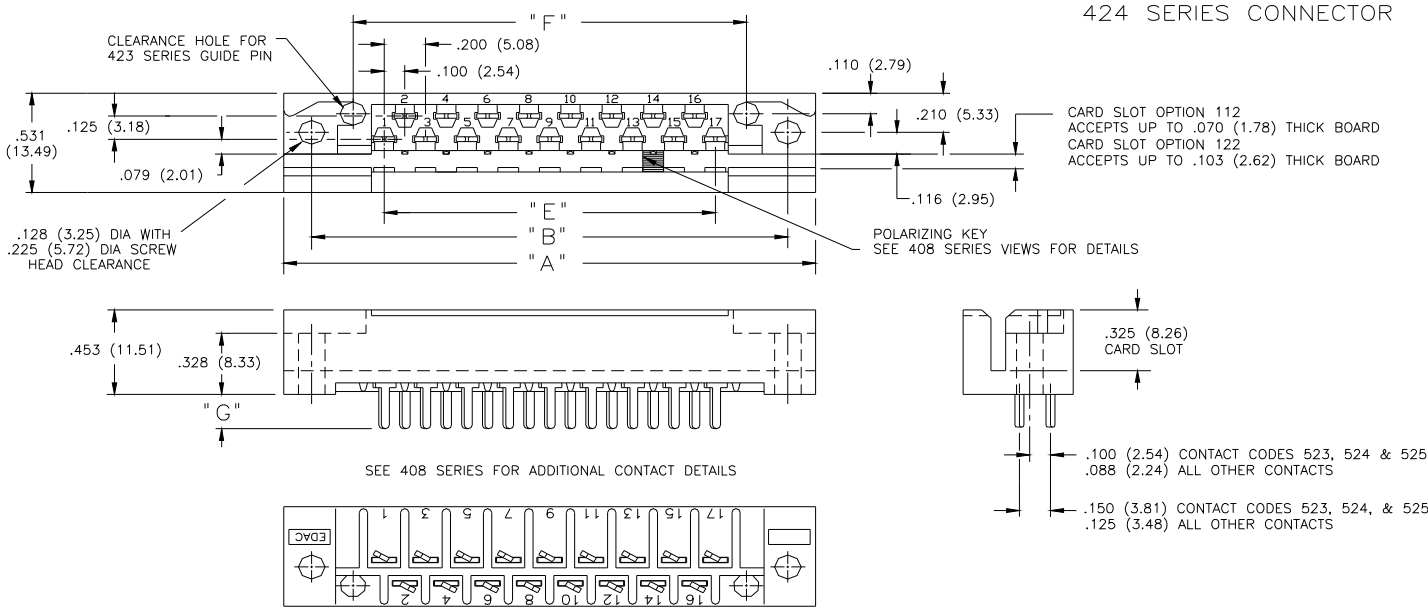 424 SERIES CONNECTOR
"F"
CLEARANCE HOLE FOR
423 SERIES GUIDE PIN
.200 (5.08)
.100 (2.54)
.110 (2.79)
.531
(13.49)
.125 (3.18)
.079 (2.01)
2 4 6 8 10 12 14 16
1 3 5 7 9 11 13 15 17
.210 (5.33)
CARD SLOT OPTION 112
ACCEPTS UP TO .070 (1.78) THICK BOARD
CARD SLOT OPTION 122
ACCEPTS UP TO .103 (2.62) THICK BOARD
.116 (2.95)
"E"
"B"
"A"
.128 (3.25) DIA WITH
.225 (5.72) DIA SCREW
HEAD CLEARANCE
POLARIZING KEY
SEE 408 SERIES VIEWS FOR DETAILS
.453 (11.51)
.328 (8.33)
"G"
.325 (8.26)
CARD SLOT
SEE 408 SERIES FOR ADDITIONAL CONTACT DETAILS
.100 (2.54) CONTACT CODES 523, 524 & 525
.088 (2.24) ALL OTHER CONTACTS
.150 (3.81) CONTACT CODES 523, 524, & 525
.125 (3.48) ALL OTHER CONTACTS
1 3 5 7 9 11 13 15 17
EDAC
2 4 6 8 10 12 14 16